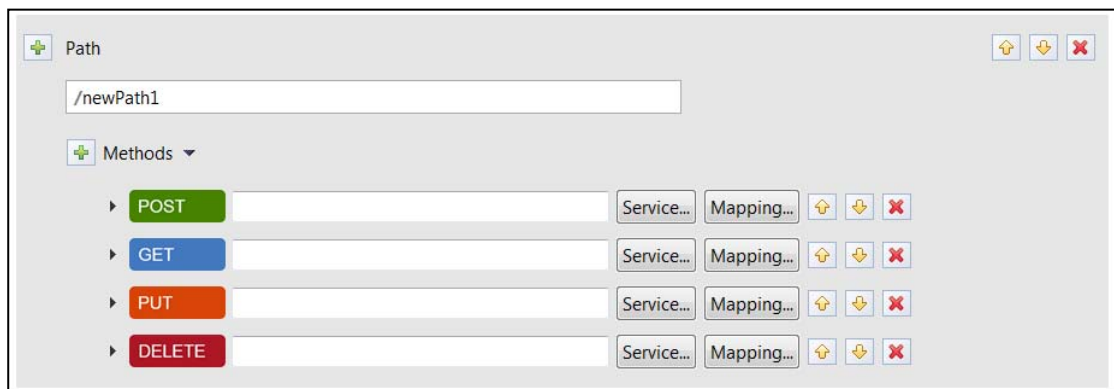 Path
/newPath1
Methods
POST Service... Mapping...
GET Service... Mapping...
PUT Service... Mapping...
DELETE Service... Mapping...